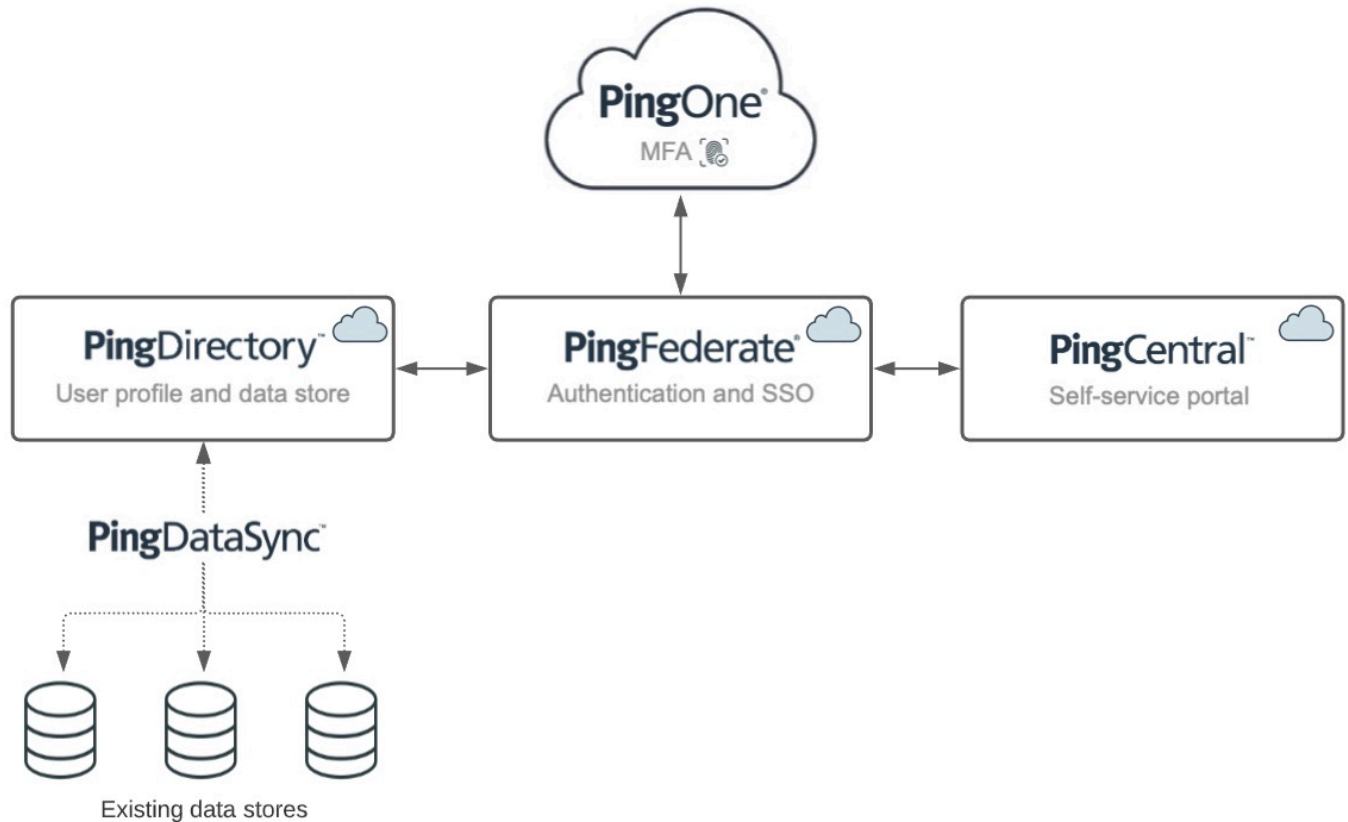 PingOne®
MFA
PingDirectory™
User profile and data store
PingFederate®
Authentication and SSO
PingCentral™
Self-service portal
PingDataSync™
Existing data stores